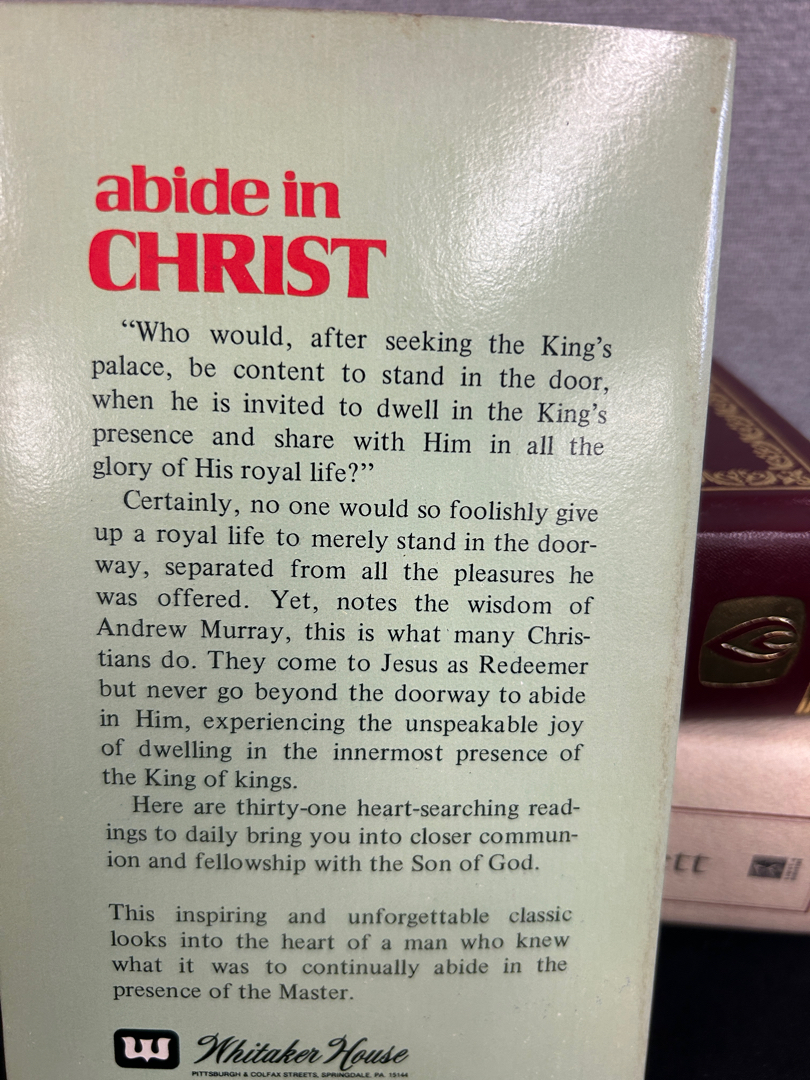 abide in
CHRIST
“Who would, after seeking the King’s
palace, be content to stand in the door,
when he is invited to dwell in the King’s
presence and share with Him in all the
glory of His royal life?”
Certainly, no one would so foolishly give
up a royal life to merely stand in the door-
way, separated from all the pleasures he
was offered. Yet, notes the wisdom of
Andrew Murray, this is what many Chris-
tians do. They come to Jesus as Redeemer
but never go beyond the doorway to abide
in Him, experiencing the unspeakable joy
of dwelling in the innermost presence of
the King of kings.
Here are thirty-one heart-searching read-
ings to daily bring you into closer commun-
ion and fellowship with the Son of God.
This inspiring and unforgettable classic
looks into the heart of a man who knew
what it was to continually abide in the
presence of the Master.
W Whitaker House
PITTSBURGH & COLFAX STREETS, SPRINGDALE, PA 15144